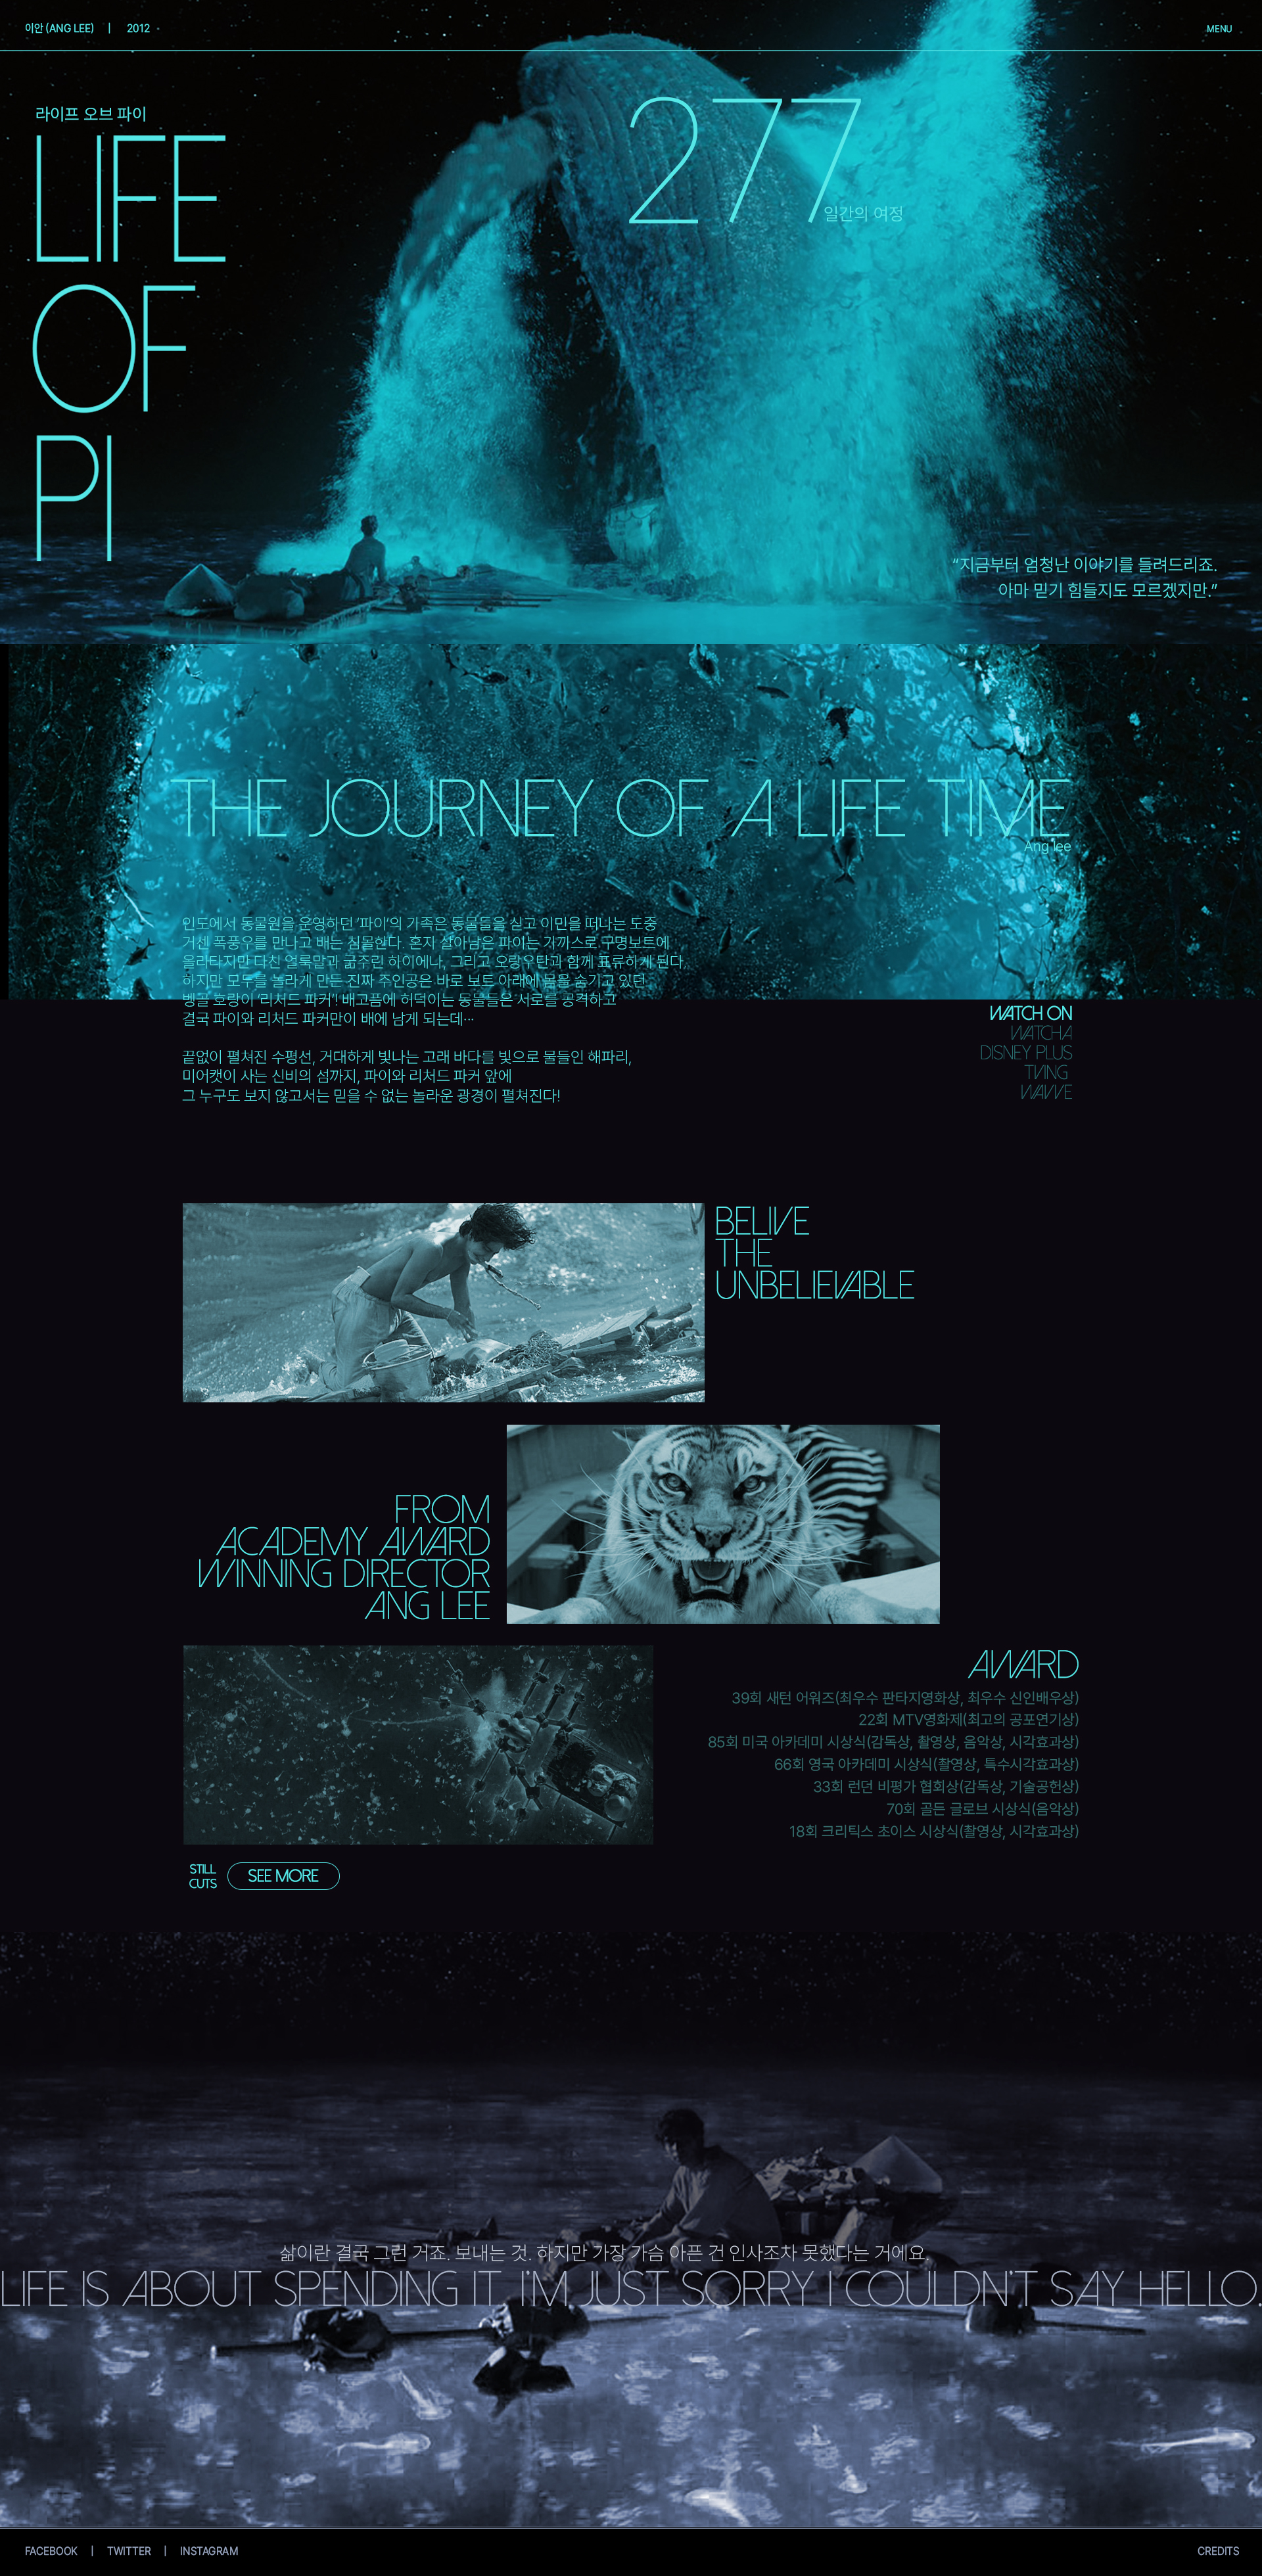 이안 (ANG LEE) | 2012
MENU
라이프 오브 파이
LIFE
OF
PI
277
일간의 여정
“지금부터 엄청난 이야기를 들려드리죠.
아마 믿기 힘들지도 모르겠지만.”
THE JOURNEY OF A LIFE TIME
Ang lee
인도에서 동물원을 운영하던 ‘파이’의 가족은 동물들을 싣고 이민을 떠나는 도중
거센 폭풍우를 만나고 배는 침몰한다. 혼자 살아남은 파이는 가까스로 구명보트에
올라타지만 다친 얼룩말과 굶주린 하이에나, 그리고 오랑우탄과 함께 표류하게 된다.
하지만 모두를 놀라게 만든 진짜 주인공은 바로 보트 아래에 몸을 숨기고 있던
벵골 호랑이 ‘리처드 파커’! 배고픔에 허덕이는 동물들은 서로를 공격하고
결국 파이와 리처드 파커만이 배에 남게 되는데…
끝없이 펼쳐진 수평선, 거대하게 빛나는 고래 바다를 빛으로 물들인 해파리,
미어캣이 사는 신비의 섬까지, 파이와 리처드 파커 앞에
그 누구도 보지 않고서는 믿을 수 없는 놀라운 광경이 펼쳐진다!
WATCH ON
WATCHA
DISNEY PLUS
TVING
WAVVE
BELIVE
THE
UNBELIEVABLE
FROM
ACADEMY AWARD
WINNING DIRECTOR
ANG LEE
AWARD
39회 새턴 어워즈(최우수 판타지영화상, 최우수 신인배우상)
22회 MTV영화제(최고의 공포연기상)
85회 미국 아카데미 시상식(감독상, 촬영상, 음악상, 시각효과상)
66회 영국 아카데미 시상식(촬영상, 특수시각효과상)
33회 런던 비평가 협회상(감독상, 기술공헌상)
70회 골든 글로브 시상식(음악상)
18회 크리틱스 초이스 시상식(촬영상, 시각효과상)
STILL
CUTS
SEE MORE
삶이란 결국 그런 거죠. 보내는 것. 하지만 가장 가슴 아픈 건 인사조차 못했다는 거에요.
LIFE IS ABOUT SPENDING IT. I'M JUST SORRY I COULDN'T SAY HELLO.
FACEBOOK | TWITTER | INSTAGRAM
CREDITS